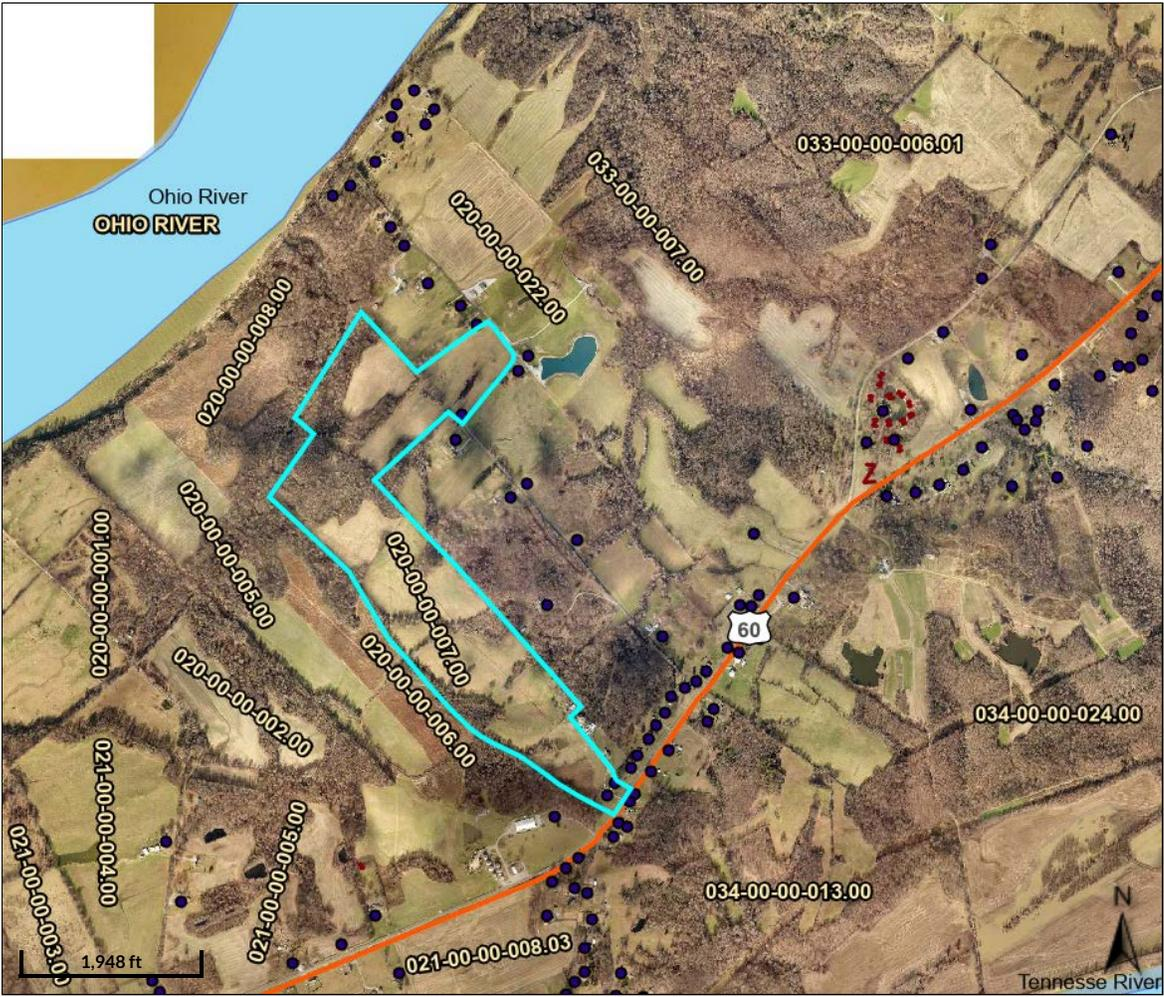 033-00-00-006.01
033-00-00-007.00
Ohio River
OHIO RIVER
020-00-00-022.00
020-00-00-008.00
020-00-00-005.00
020-00-00-001.00
Z
020-00-00-007.00
60
020-00-00-006.00
020-00-00-002.00
034-00-00-024.00
021-00-00-004.00
021-00-00-005.00
021-00-00-003.00
034-00-00-013.00
021-00-00-008.03
N
1,948 ft
Tennesse River